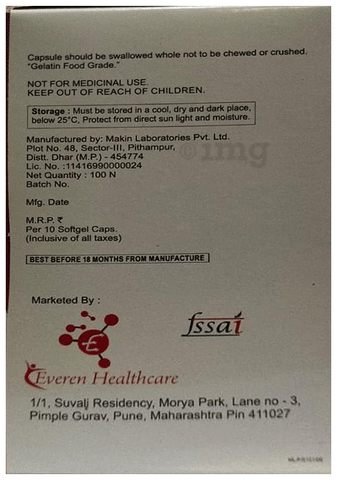 Capsule should be swallowed whole not to be chewed or crushed.
"Gelatin Food Grade."
NOT FOR MEDICINAL USE.
KEEP OUT OF REACH OF CHILDREN.
Storage : Must be stored in a cool, dry and dark place,
below 25°C, Protect from direct sun light and moisture.
Manufactured by: Makin Laboratories Pvt. Ltd.
Plot No. 48, Sector-III, Pithampur,
Distt. Dhar (M.P.) - 454774
Lic. No. :11416990000024
Net Quantity : 100 N
Batch No.
Mfg. Date
M.R.P. ₹
Per 10 Softgel Caps.
(Inclusive of all taxes)
BEST BEFORE 18 MONTHS FROM MANUFACTURE
Marketed By :
E
fssai
Everen Healthcare
1/1, Suvalj Residency, Morya Park, Lane no - 3,
Pimple Gurav, Pune, Maharashtra Pin 411027